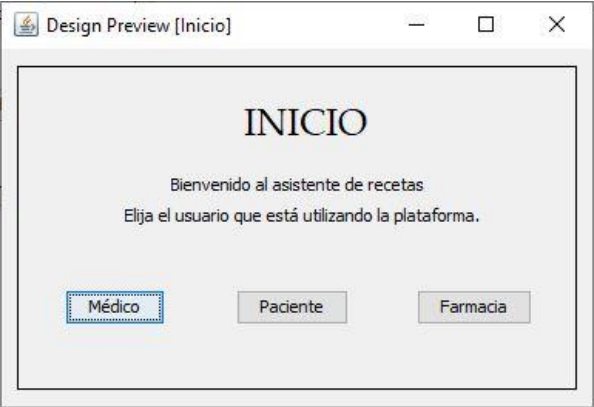 Design Preview [Inicio]
INICIO
Bienvenido al asistente de recetas
Elija el usuario que está utilizando la plataforma.
Médico Paciente Farmacia